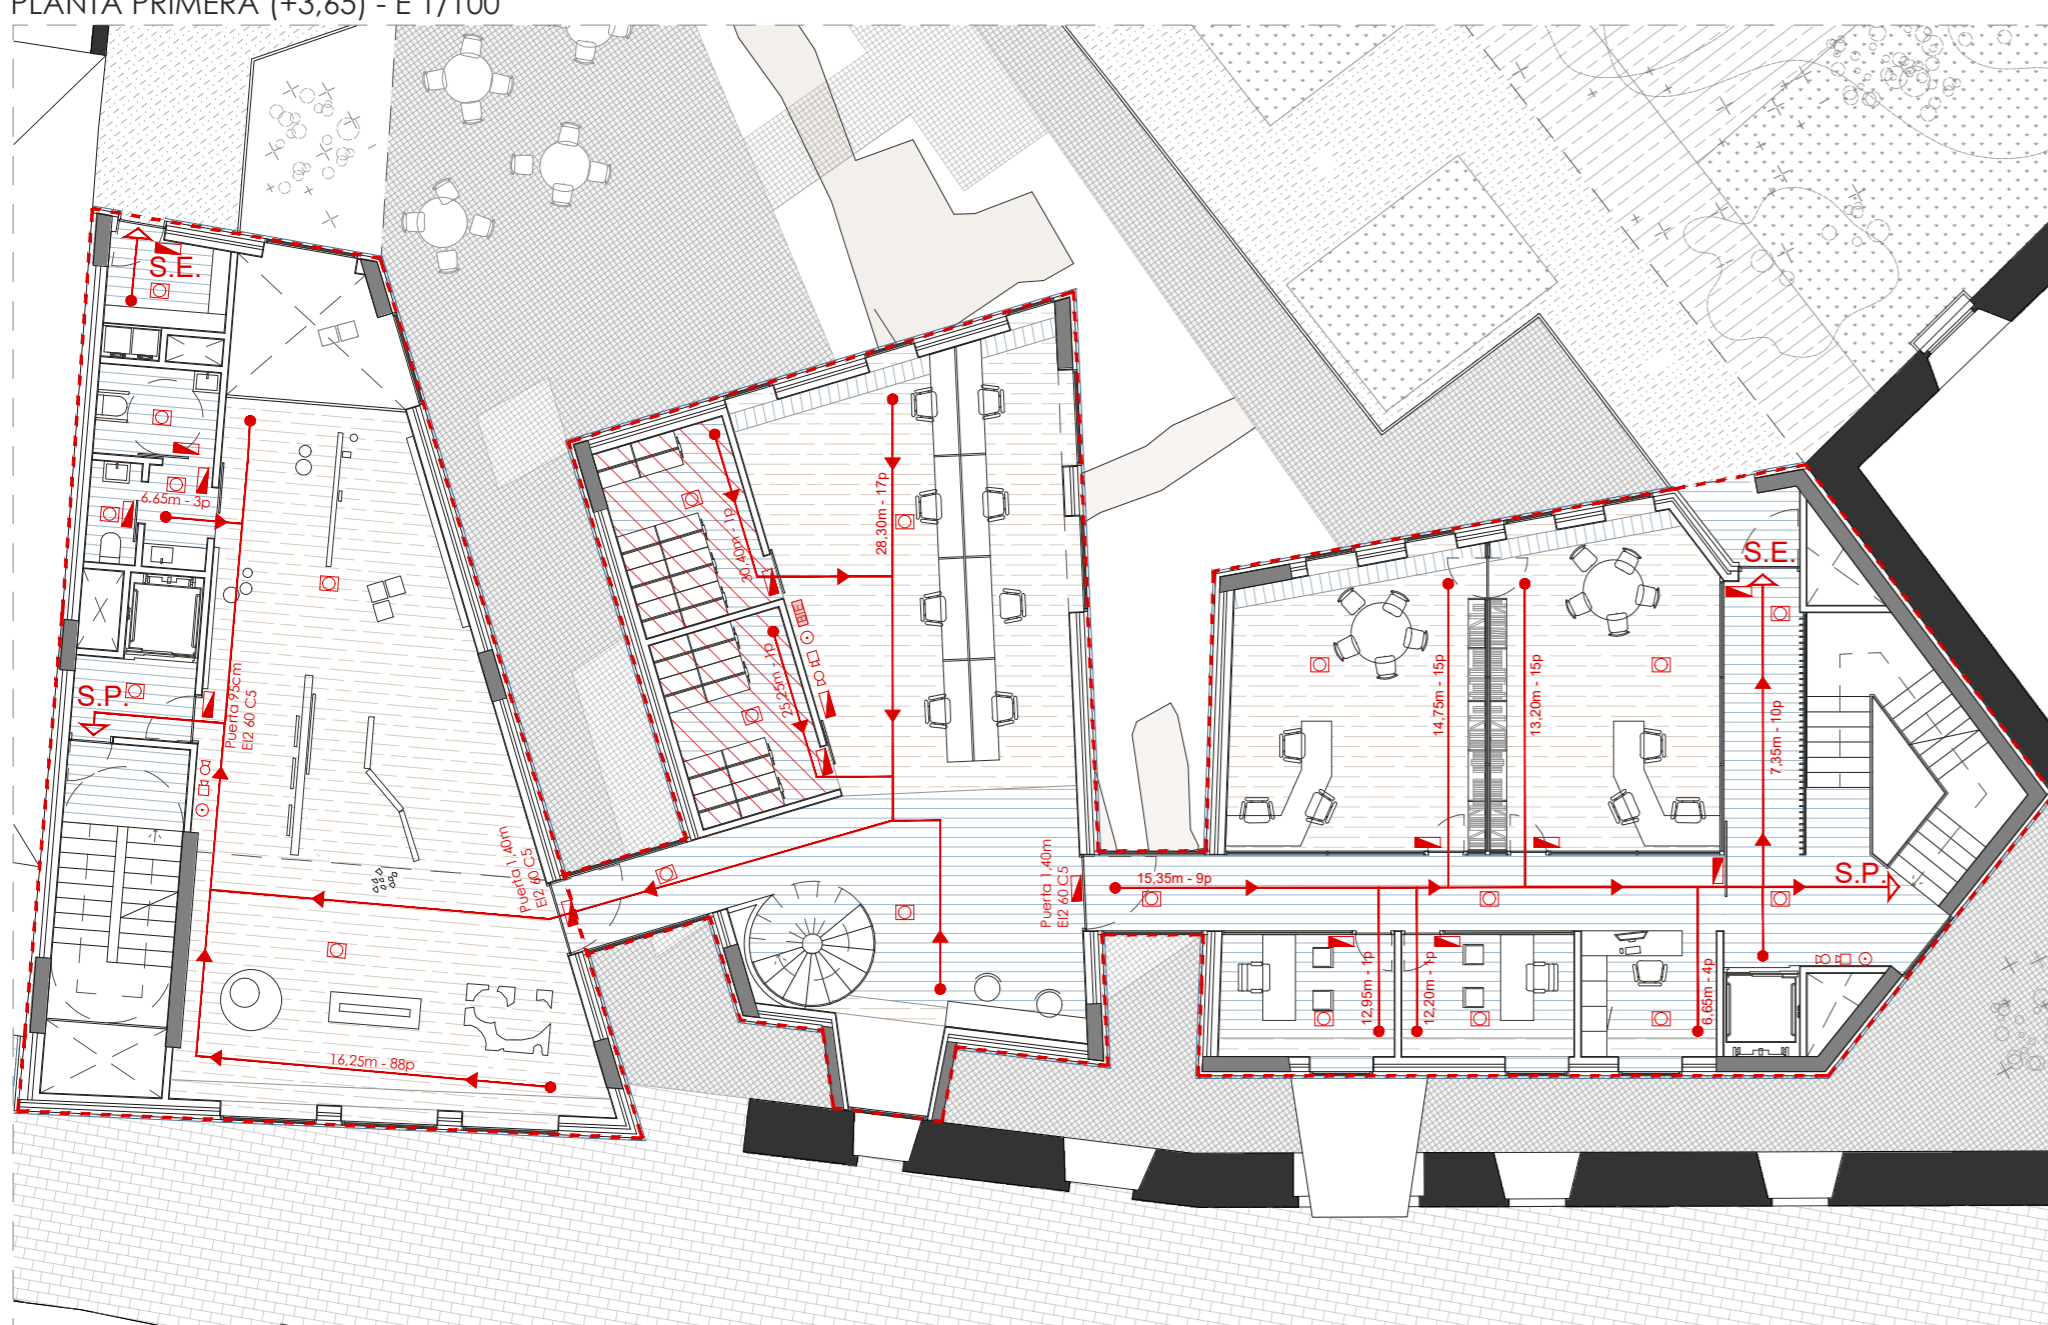 PLANTA PRIMERA (+3,65) - E 1/100
S.E.
6,65m - 3p
S.P.
Puerta 95cm
EI2 60 C5
16,25m - 88p
Puerta 1,40m
EI2 60 C5
30,40m - 1p
25,25m - 1p
28,30m - 17p
BIE
Puerta 1,40m
EI2 60 C5
15,35m - 9p
14,75m - 15p
13,20m - 15p
12,95m - 1p
12,20m - 1p
6,65m - 4p
7,35m - 10p
S.E.
S.P.